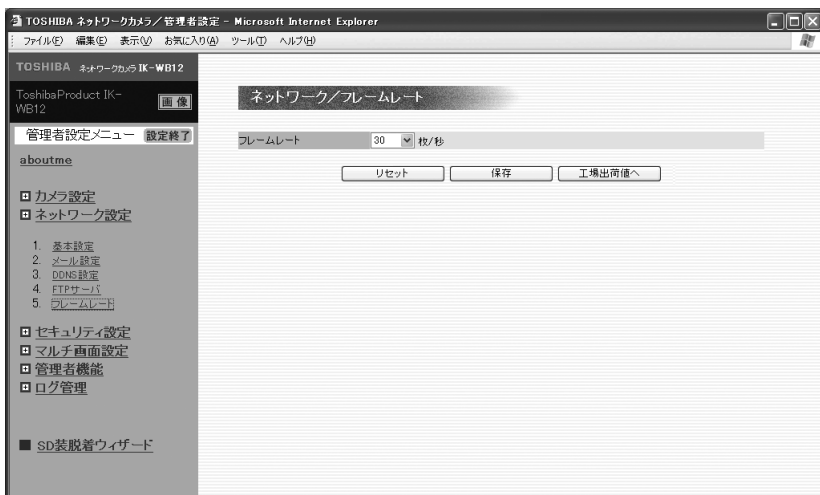 TOSHIBA ネットワークカメラ／管理者設定 - Microsoft Internet Explorer
ファイル(F) 編集(E) 表示(V) お気に入り(A) ツール(T) ヘルプ(H)
TOSHIBA ネットワークカメラ IK-WB12
ToshibaProduct IK-
WB12
画像
管理者設定メニュー 設定終了
aboutme
カメラ設定
ネットワーク設定
1. 基本設定
2. メール設定
3. DDNS設定
4. FTPサーバ
5. フレームレート
セキュリティ設定
マルチ画面設定
管理者機能
ログ管理
■ SD装脱着ウィザード
ネットワーク／フレームレート
フレームレート 30 枚/秒
リセット 保存 工場出荷値へ